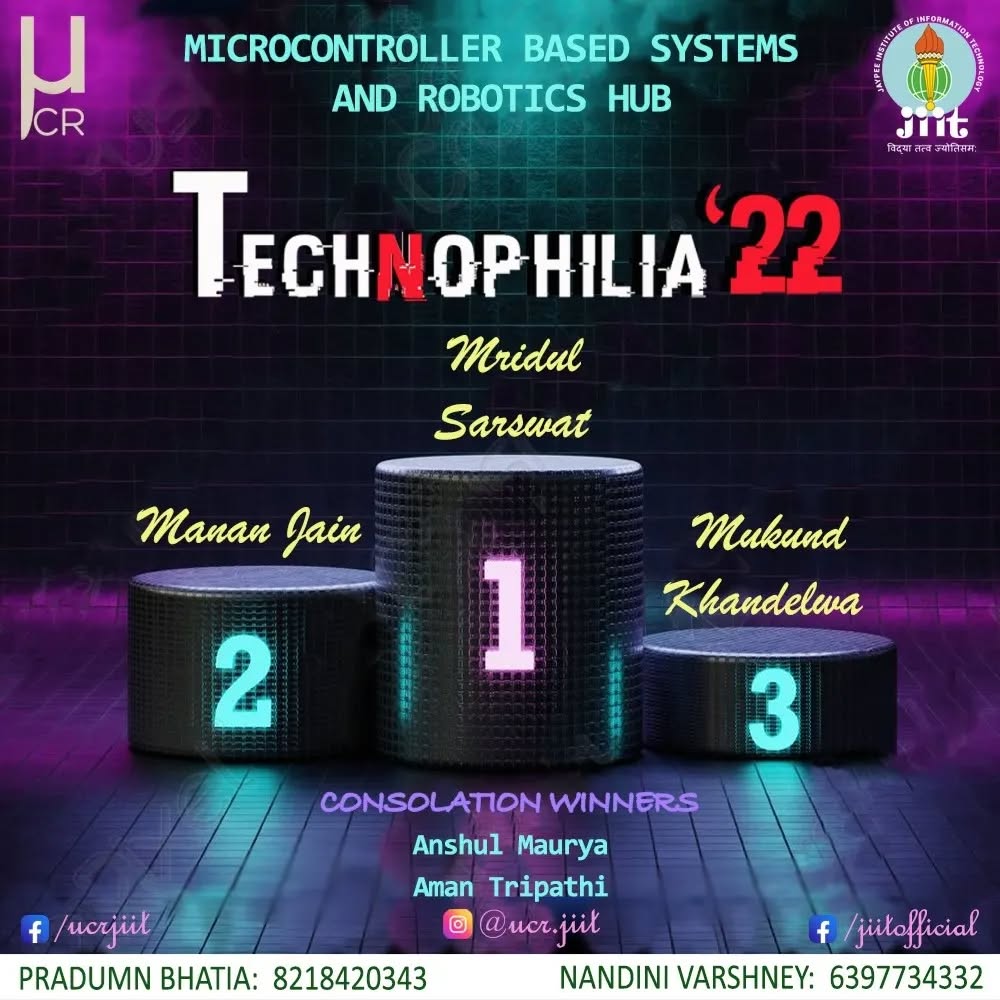 μCR
MICROCONTROLLER BASED SYSTEMS
AND ROBOTICS HUB
JAYPEE INSTITUTE OF INFORMATION TECHNOLOGY
jiit
विद्या तत्व ज्योतिसम:
TECHNOPHILIA '22
Mridul
Sarswat
Manan Jain
Mukund
Khandelwa
1
2
3
CONSOLATION WINNERS
Anshul Maurya
Aman Tripathi
/ucrjiit
@ucr.jiit
/jiitofficial
PRADUMN BHATIA: 8218420343
NANDINI VARSHNEY: 6397734332